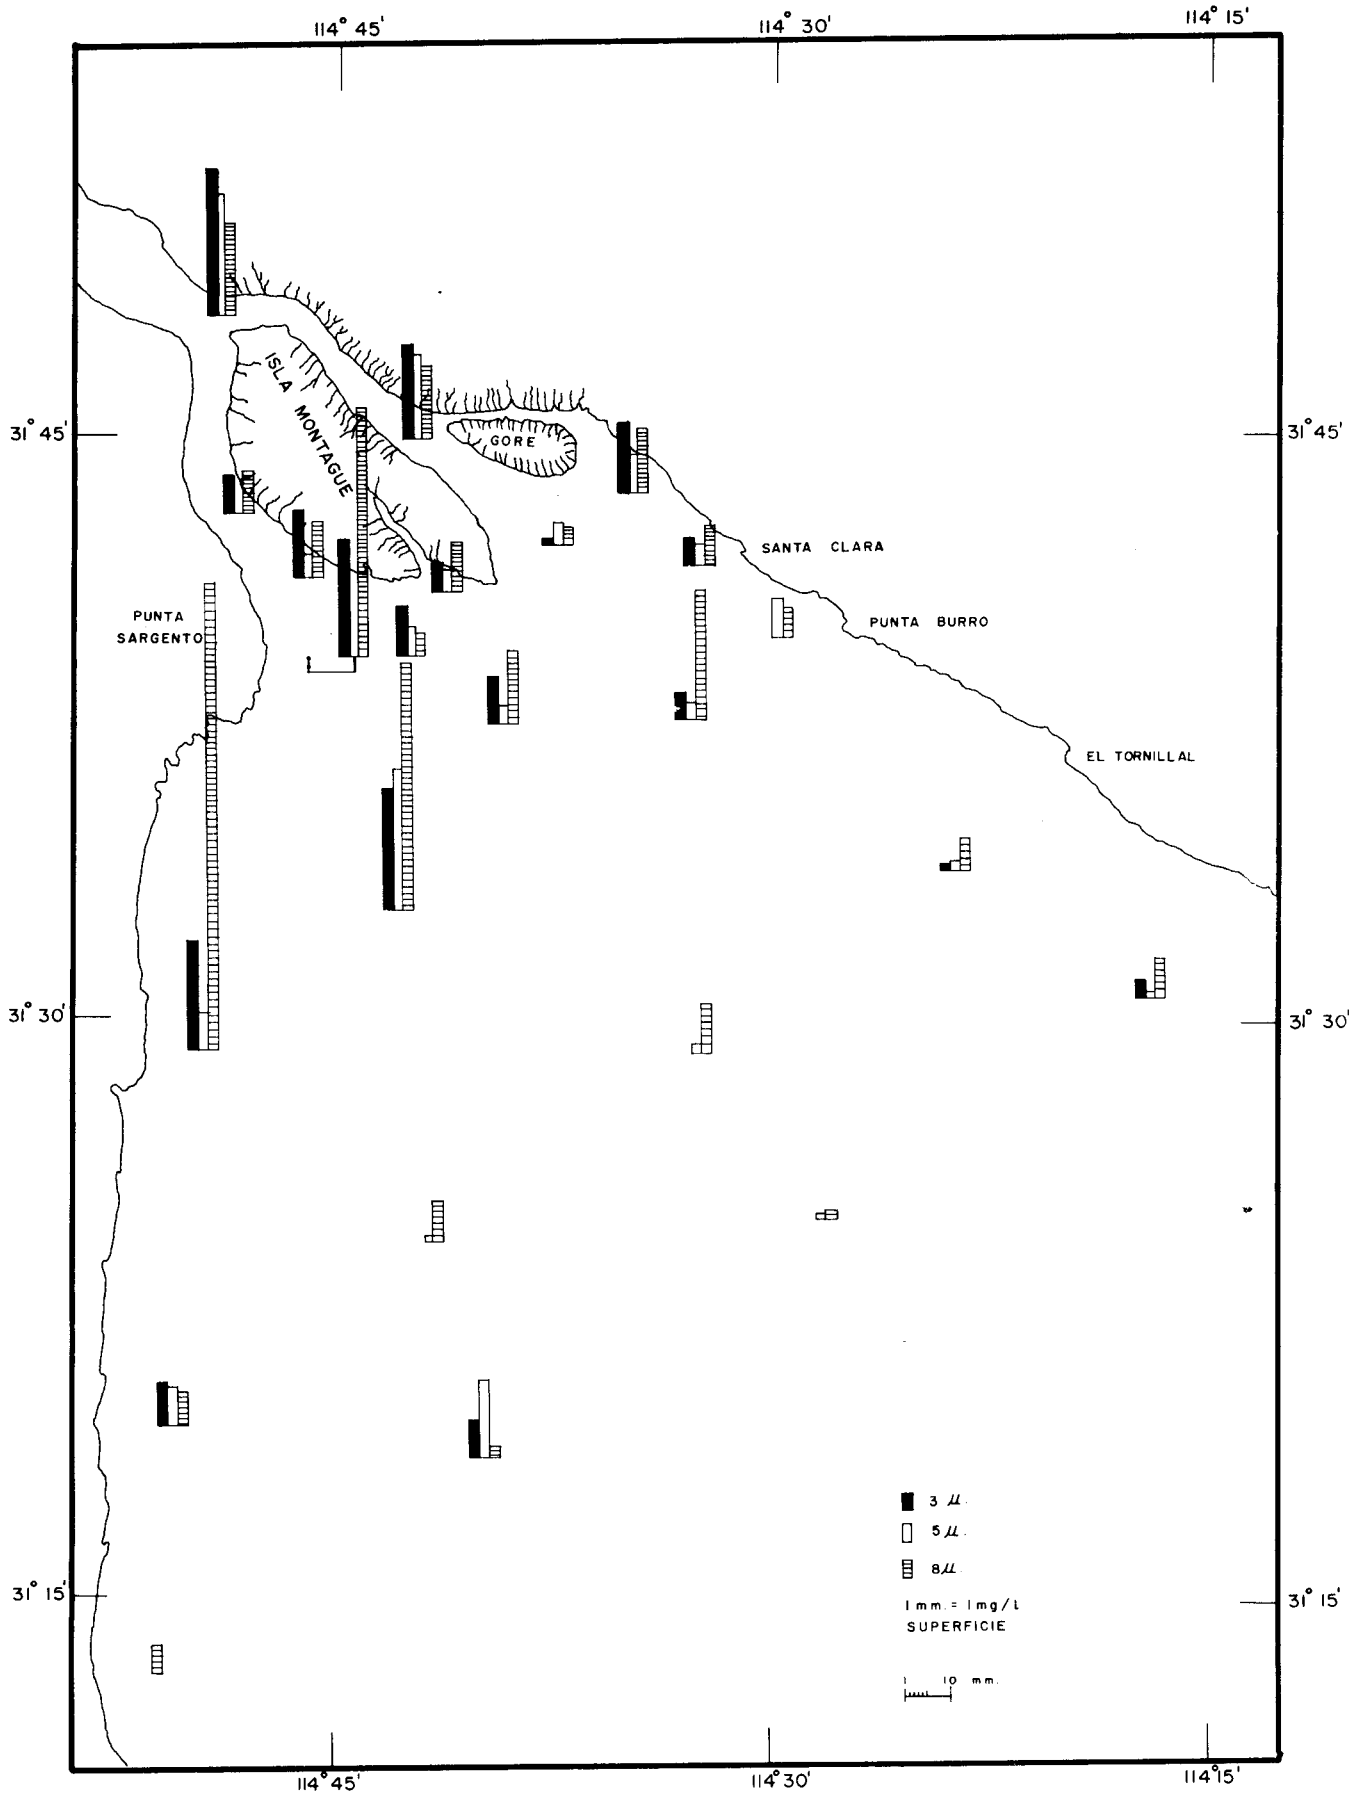 114° 45'
114° 30'
114° 15'
ISLA MONTAGUE
31° 45'
GORE
31° 45'
SANTA CLARA
PUNTA
SARGENTO
PUNTA BURRO
EL TORNILLAL
31° 30'
31° 30'
3 μ.
5 μ.
8 μ.
1 mm. = 1 mg/L
SUPERFICIE
31° 15'
31° 15'
1 10 mm.
114° 45'
114° 30'
114° 15'